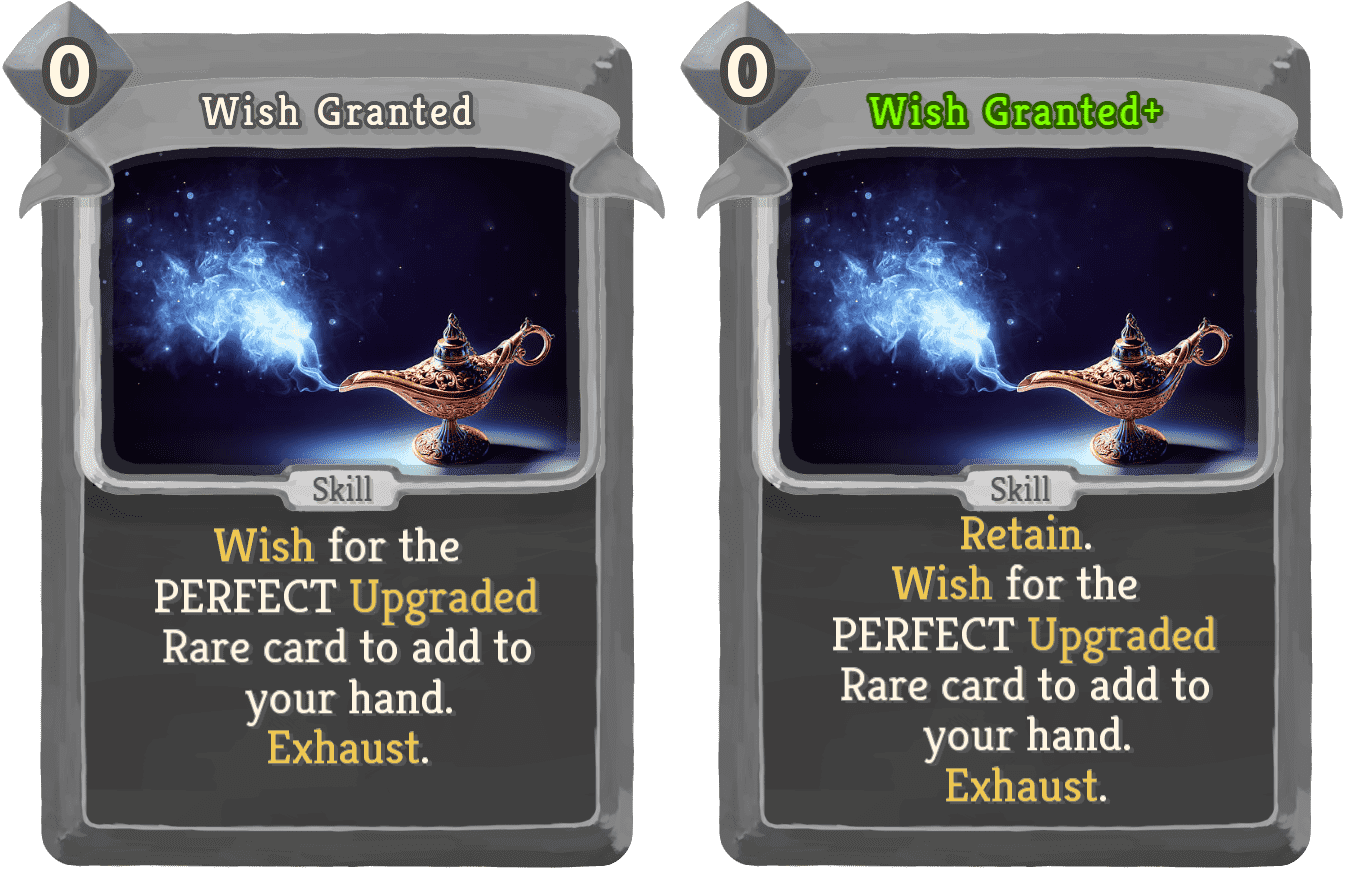 0
Wish Granted
Skill
Wish for the
PERFECT Upgraded
Rare card to add to
your hand.
Exhaust.
0
Wish Granted+
Skill
Retain.
Wish for the
PERFECT Upgraded
Rare card to add to
your hand.
Exhaust.